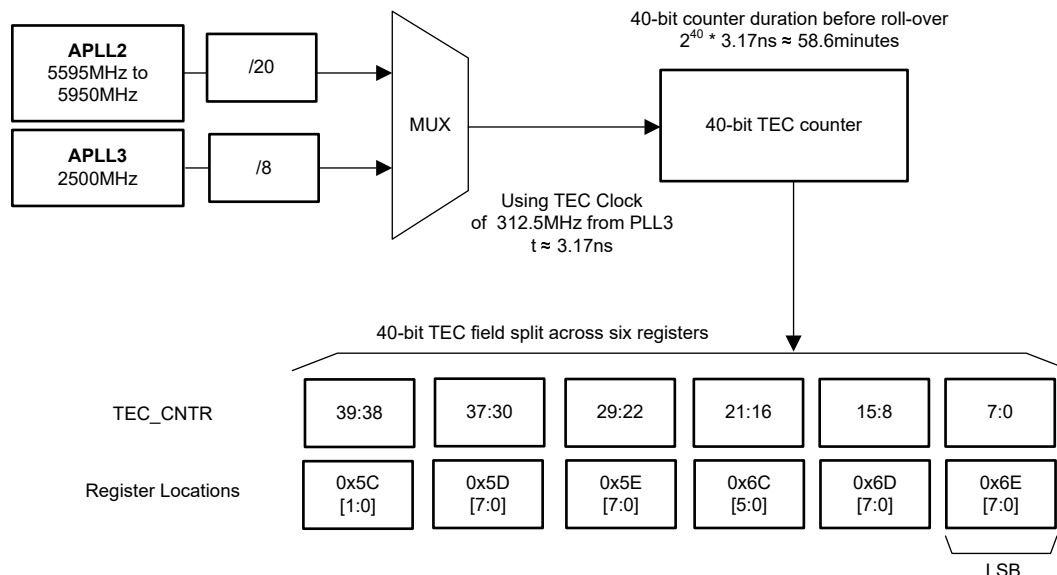 APLL2
5595MHz to
5950MHz
/20
APLL3
2500MHz
/8
MUX
40-bit counter duration before roll-over
2^40 * 3.17ns ≈ 58.6minutes
40-bit TEC counter
Using TEC Clock
of 312.5MHz from PLL3
t ≈ 3.17ns
40-bit TEC field split across six registers
TEC_CNTR
39:38
37:30
29:22
21:16
15:8
7:0
Register Locations
0x5C
[1:0]
0x5D
[7:0]
0x5E
[7:0]
0x6C
[5:0]
0x6D
[7:0]
0x6E
[7:0]
LSB